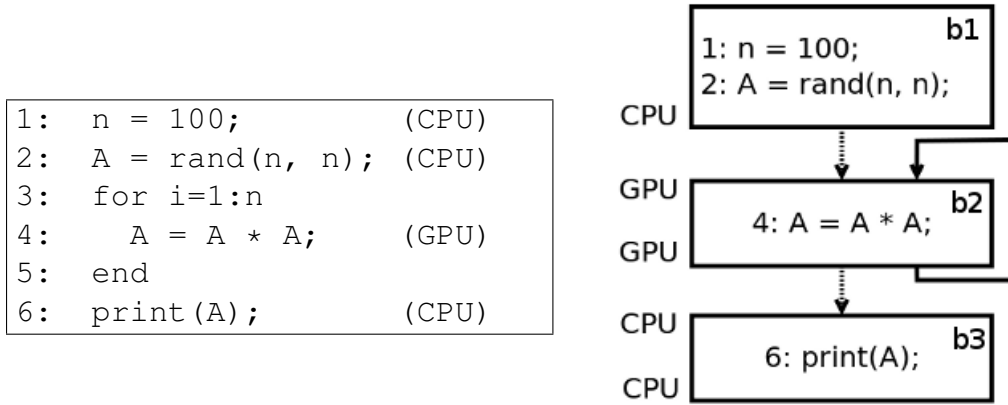 1:  n = 100;          (CPU)
2:  A = rand(n, n); (CPU)
3:  for i=1:n
4:    A = A * A;      (GPU)
5:  end
6:  print(A);         (CPU)
b1
1: n = 100;
2: A = rand(n, n);
CPU
GPU
b2
4: A = A * A;
GPU
CPU
b3
6: print(A);
CPU